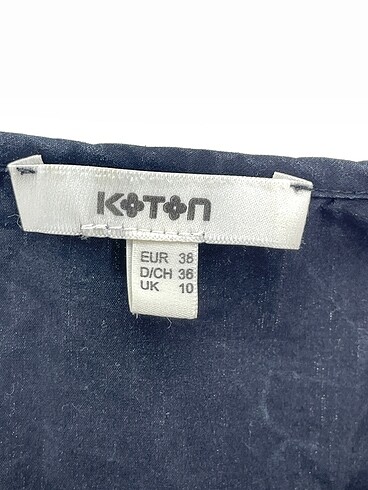 KOTON
EUR 38
D/CH 36
UK 10